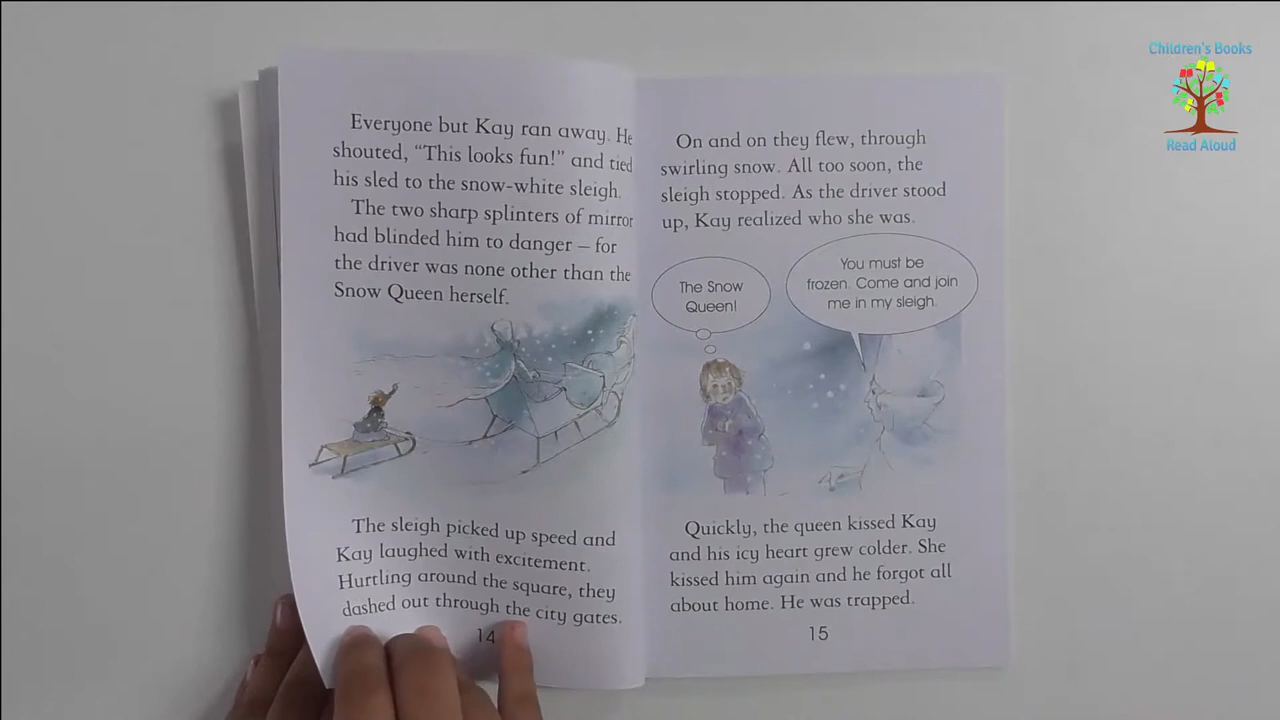 Everyone but Kay ran away. He
shouted, “This looks fun!” and tied
his sled to the snow-white sleigh.
The two sharp splinters of mirror
had blinded him to danger – for
the driver was none other than the
Snow Queen herself.
The sleigh picked up speed and
Kay laughed with excitement.
Hurtling around the square, they
dashed out through the city gates.
14
On and on they flew, through
swirling snow. All too soon, the
sleigh stopped. As the driver stood
up, Kay realized who she was.
The Snow
Queen!
You must be
frozen. Come and join
me in my sleigh.
Quickly, the queen kissed Kay
and his icy heart grew colder. She
kissed him again and he forgot all
about home. He was trapped.
15
Children's Books
Read Aloud